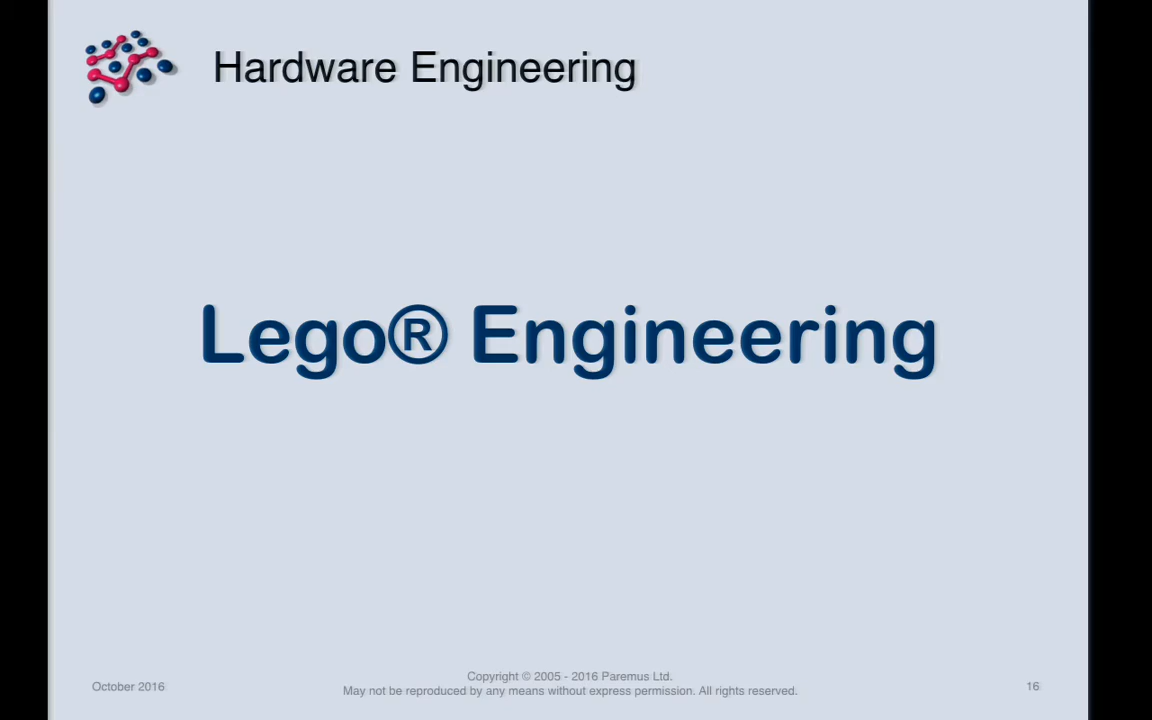 Hardware Engineering
Lego® Engineering
October 2016
Copyright © 2005 - 2016 Paremus Ltd.
May not be reproduced by any means without express permission. All rights reserved.
16